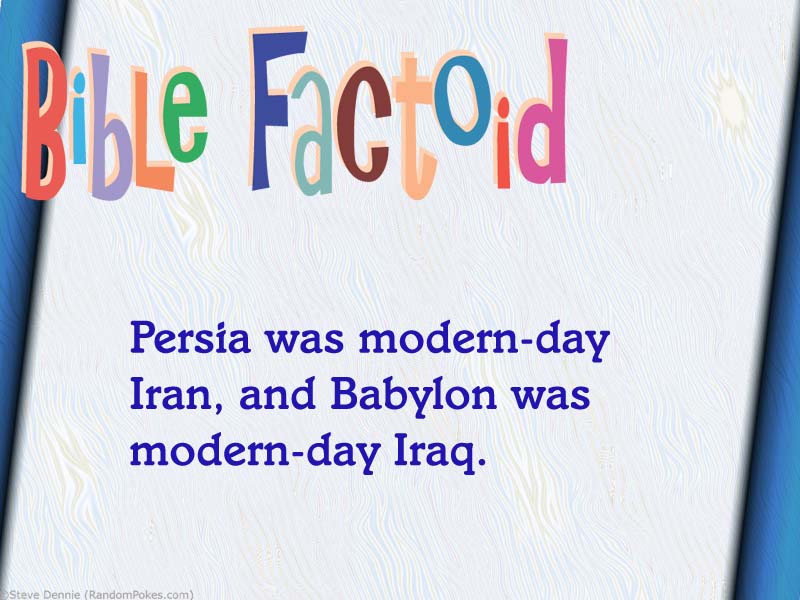 Bible Factoid
Persia was modern-day
Iran, and Babylon was
modern-day Iraq.
©Steve Dennie (RandomPokes.com)